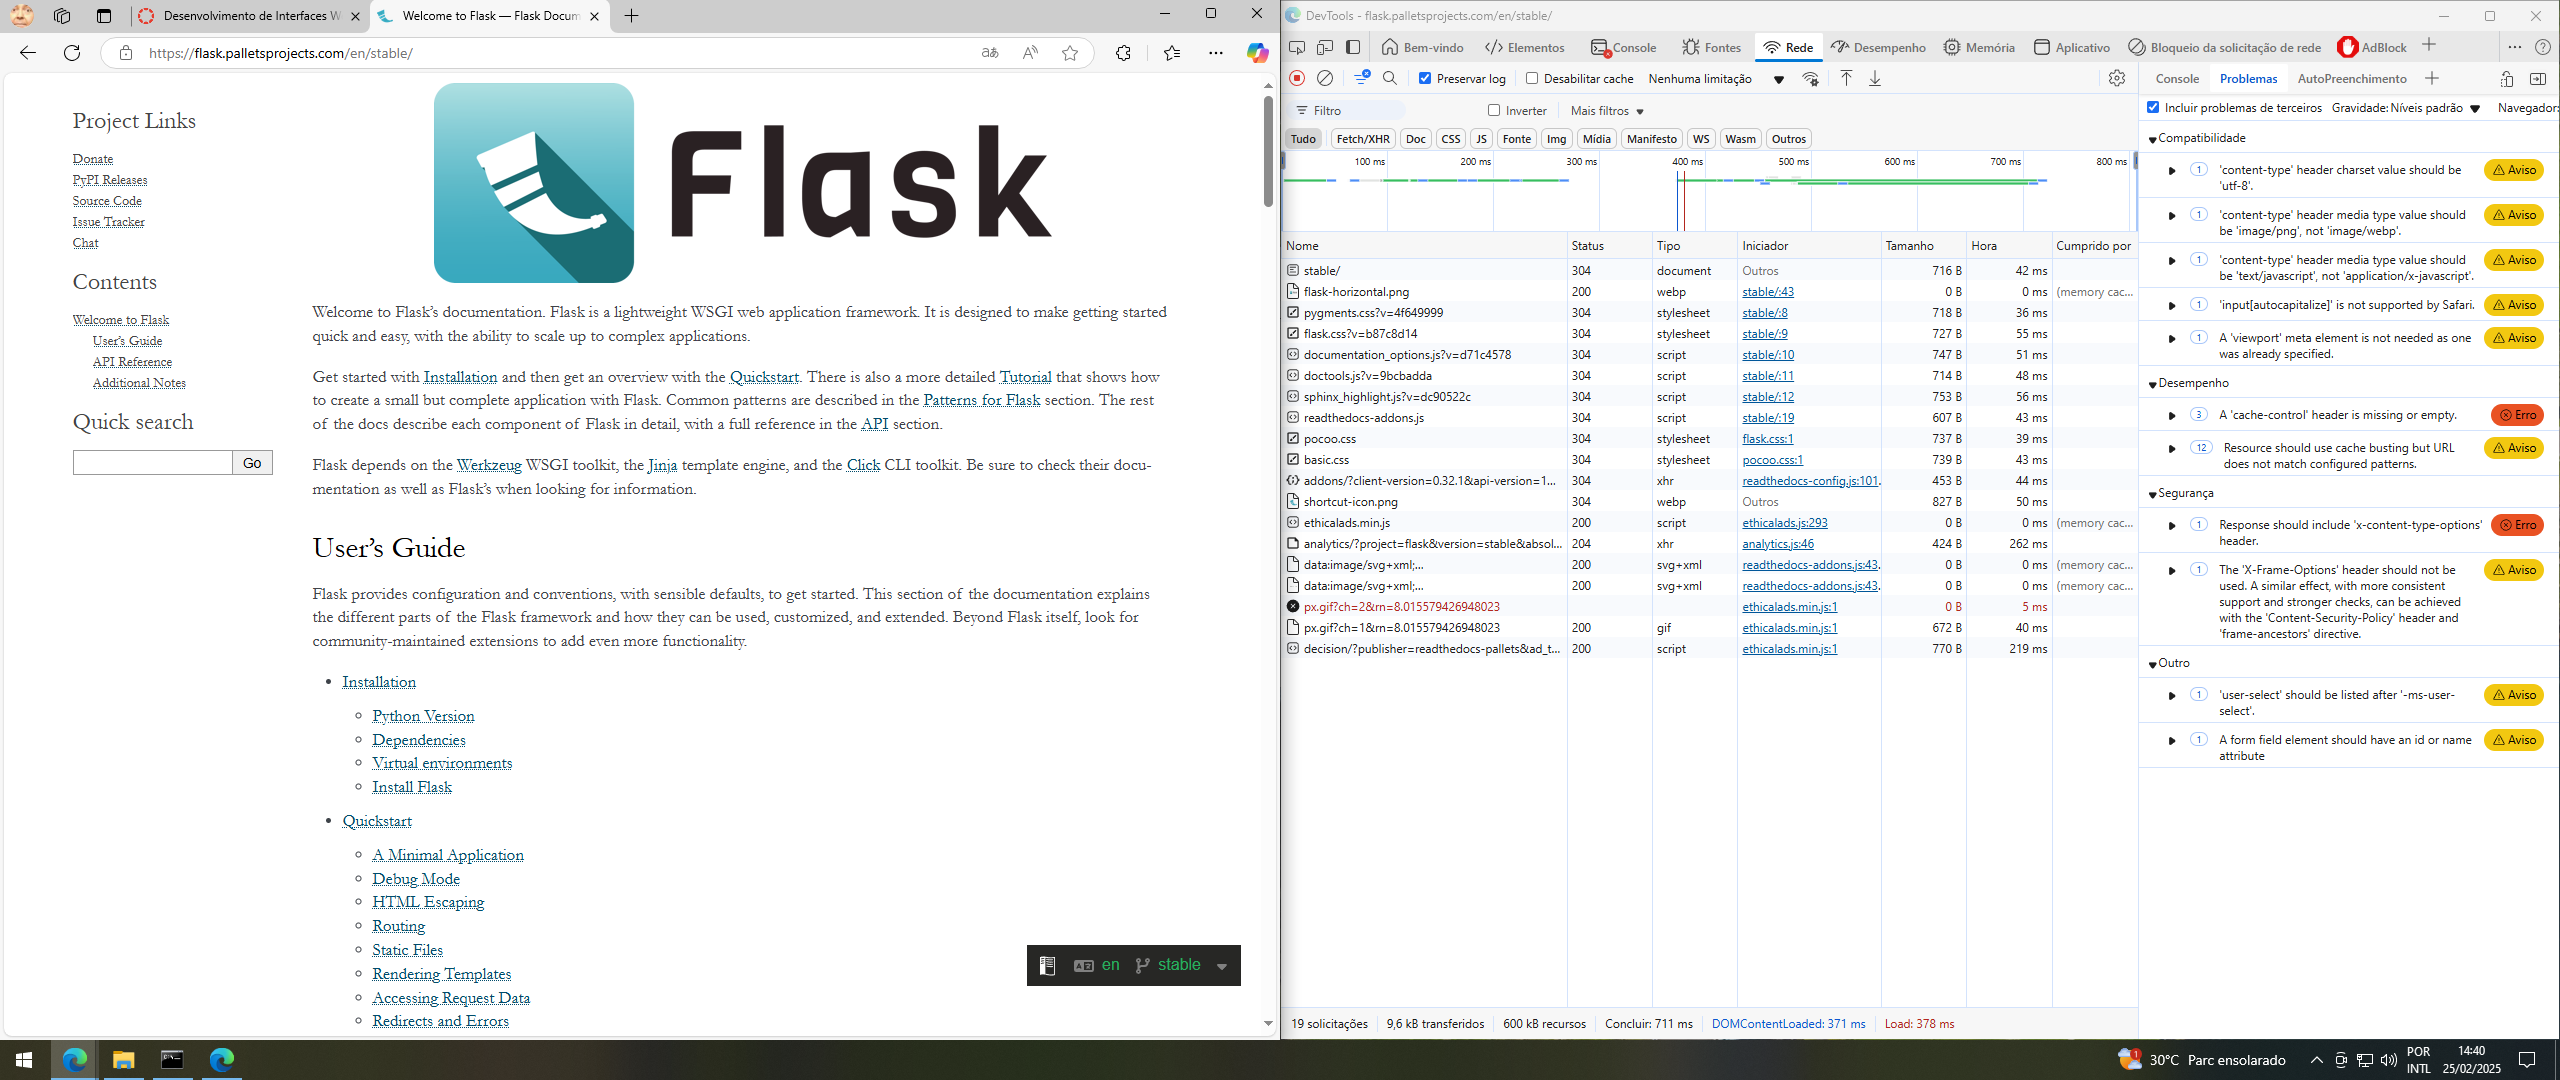 Desenvolvimento de Interfaces W
Welcome to Flask — Flask Docum
https://flask.palletsprojects.com/en/stable/
Project Links
Donate
PyPI Releases
Source Code
Issue Tracker
Chat
Contents
Welcome to Flask
User's Guide
API Reference
Additional Notes
Quick search
Go
Flask
Welcome to Flask's documentation. Flask is a lightweight WSGI web application framework. It is designed to make getting started
quick and easy, with the ability to scale up to complex applications.
Get started with Installation and then get an overview with the Quickstart. There is also a more detailed Tutorial that shows how
to create a small but complete application with Flask. Common patterns are described in the Patterns for Flask section. The rest
of the docs describe each component of Flask in detail, with a full reference in the API section.
Flask depends on the Werkzeug WSGI toolkit, the Jinja template engine, and the Click CLI toolkit. Be sure to check their docu-
mentation as well as Flask's when looking for information.
User's Guide
Flask provides configuration and conventions, with sensible defaults, to get started. This section of the documentation explains
the different parts of the Flask framework and how they can be used, customized, and extended. Beyond Flask itself, look for
community-maintained extensions to add even more functionality.
Installation
Python Version
Dependencies
Virtual environments
Install Flask
Quickstart
A Minimal Application
Debug Mode
HTML Escaping
Routing
Static Files
Rendering Templates
Accessing Request Data
Redirects and Errors
en stable
DevTools - flask.palletsprojects.com/en/stable/
Bem-vindo Elementos Console Fontes Rede Desempenho Memória Aplicativo Bloqueio da solicitação de rede AdBlock
Preservar log Desabilitar cache Nenhuma limitação
Filtro Inverter Mais filtros
Tudo Fetch/XHR Doc CSS JS Fonte Img Mídia Manifesto WS Wasm Outros
100 ms 200 ms 300 ms 400 ms 500 ms 600 ms 700 ms 800 ms
Nome Status Tipo Iniciador Tamanho Hora Cumprido por
stable/ 304 document Outros 716 B 42 ms
flask-horizontal.png 200 webp stable/:43 0 B 0 ms (memory cac...
pygments.css?v=4f649999 304 stylesheet stable/:8 718 B 36 ms
flask.css?v=b87c8d14 304 stylesheet stable/:9 727 B 55 ms
documentation_options.js?v=d71c4578 304 script stable/:10 747 B 51 ms
doctools.js?v=9bcbadda 304 script stable/:11 714 B 48 ms
sphinx_highlight.js?v=dc90522c 304 script stable/:12 753 B 56 ms
readthedocs-addons.js 304 script stable/:19 607 B 43 ms
pocoo.css 304 stylesheet flask.css:1 737 B 39 ms
basic.css 304 stylesheet pocoo.css:1 739 B 43 ms
addons/?client-version=0.32.1&api-version=1... 304 xhr readthedocs-config.js:101. 453 B 44 ms
shortcut-icon.png 304 webp Outros 827 B 50 ms
ethicalads.min.js 200 script ethicalads.js:293 0 B 0 ms (memory cac...
analytics/?project=flask&version=stable&absol... 204 xhr analytics.js:46 424 B 262 ms
data:image/svg+xml;... 200 svg+xml readthedocs-addons.js:43. 0 B 0 ms (memory cac...
data:image/svg+xml;... 200 svg+xml readthedocs-addons.js:43. 0 B 0 ms (memory cac...
px.gif?ch=2&rn=8.015579426948023 ethicalads.min.js:1 0 B 5 ms
px.gif?ch=1&rn=8.015579426948023 200 gif ethicalads.min.js:1 672 B 40 ms
decision/?publisher=readthedocs-pallets&ad_t... 200 script ethicalads.min.js:1 770 B 219 ms
19 solicitações 9,6 kB transferidos 600 kB recursos Concluir: 711 ms DOMContentLoaded: 371 ms Load: 378 ms
Console Problemas AutoPreenchimento
Incluir problemas de terceiros Gravidade: Níveis padrão Navegador:
Compatibilidade
1 'content-type' header charset value should be Aviso
'utf-8'.
1 'content-type' header media type value should Aviso
be 'image/png', not 'image/webp'.
1 'content-type' header media type value should Aviso
be 'text/javascript', not 'application/x-javascript'.
1 'input[autocapitalize]' is not supported by Safari. Aviso
1 A 'viewport' meta element is not needed as one Aviso
was already specified.
Desempenho
3 A 'cache-control' header is missing or empty. Erro
12 Resource should use cache busting but URL Aviso
does not match configured patterns.
Segurança
1 Response should include 'x-content-type-options' Erro
header.
1 The 'X-Frame-Options' header should not be Aviso
used. A similar effect, with more consistent
support and stronger checks, can be achieved
with the 'Content-Security-Policy' header and
'frame-ancestors' directive.
Outro
1 'user-select' should be listed after '-ms-user- Aviso
select'.
1 A form field element should have an id or name Aviso
attribute
1 30°C Parc ensolarado
POR
INTL
14:40
25/02/2025